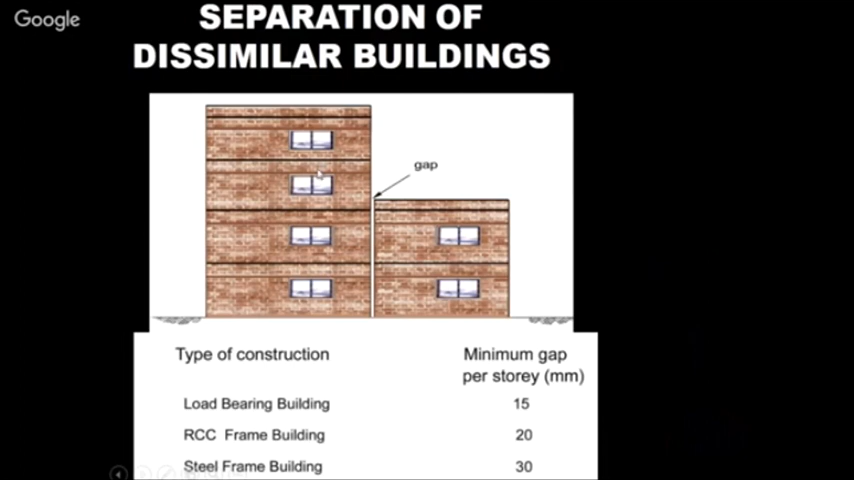 Google
SEPARATION OF
DISSIMILAR BUILDINGS
gap
Type of construction
Minimum gap
per storey (mm)
Load Bearing Building
15
RCC Frame Building
20
Steel Frame Building
30